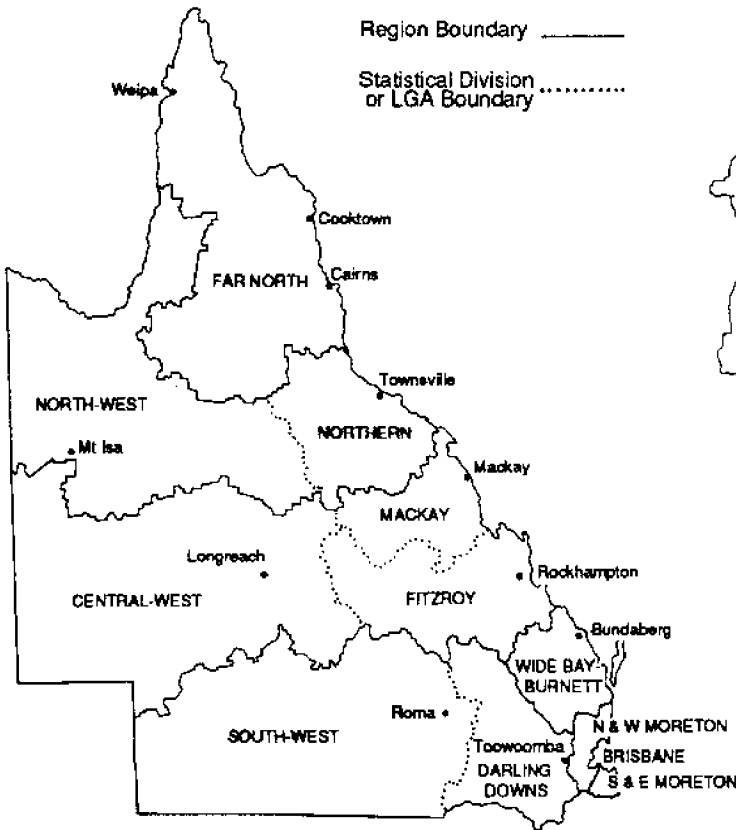 Region Boundary
Statistical Division
or LGA Boundary
Weipa
Cooktown
FAR NORTH
Cairns
Townsville
NORTH-WEST
NORTHERN
Mt Isa
Mackay
MACKAY
Longreach
Rockhampton
CENTRAL-WEST
FITZROY
Bundaberg
WIDE BAY-
BURNETT
Roma
N & W MORETON
SOUTH-WEST
Toowoomba
BRISBANE
DARLING
DOWNS
S & E MORETON